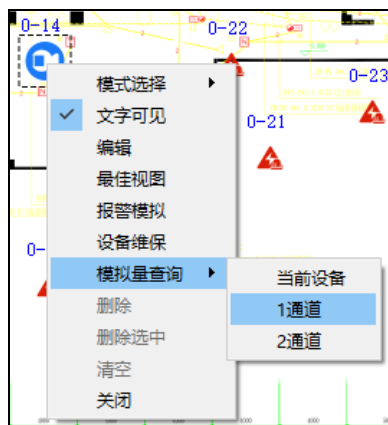 0-14
0-22
0-23
0-21
0-
模式选择
文字可见
编辑
最佳视图
报警模拟
设备维保
模拟量查询
删除
删除选中
清空
关闭
当前设备
1通道
2通道